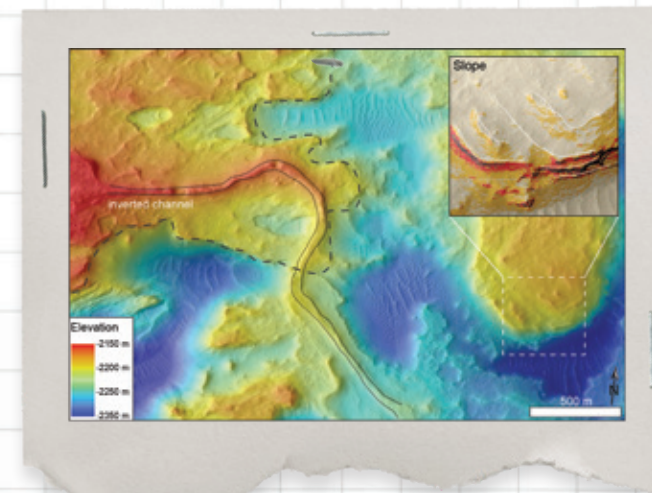 Slope
inverted channel
Elevation
-2150 m
-2200 m
-2250 m
-2350 m
N
500 m